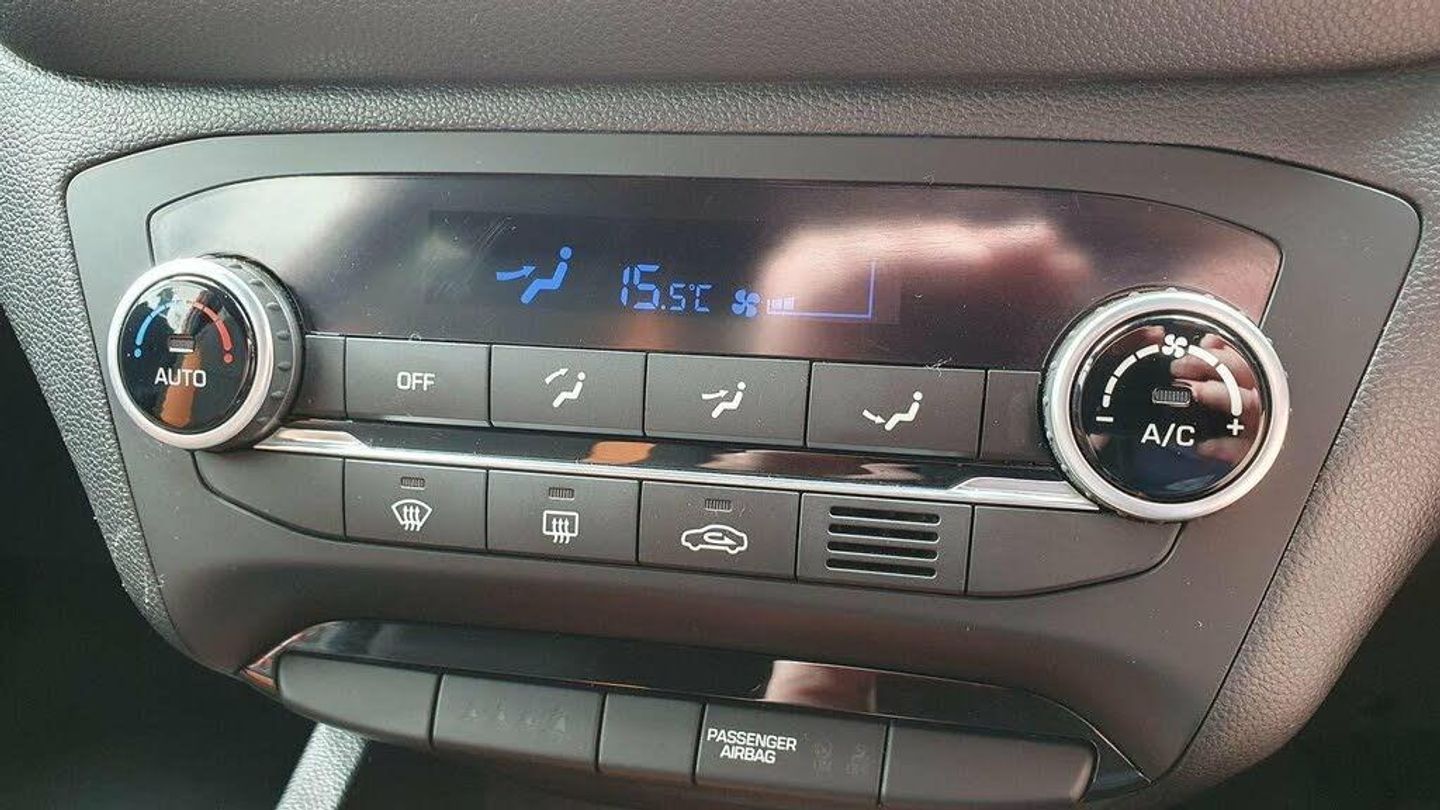 15.5°C
AUTO
OFF
- +
A/C
PASSENGER
AIRBAG